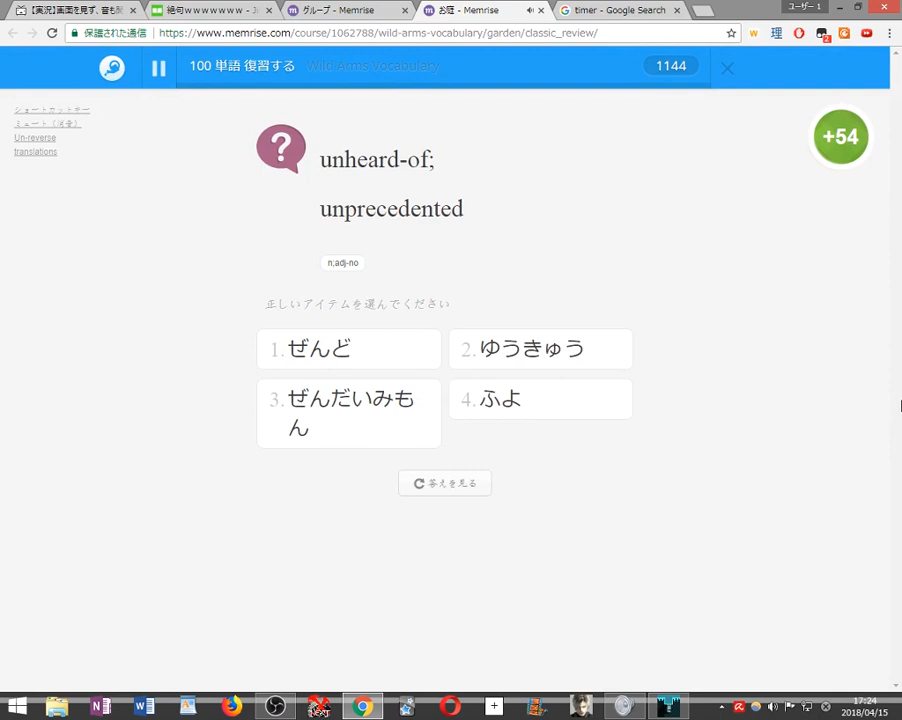 【実況】画面を見ず、音も
絶句ｗｗｗｗｗｗｗ - Ji
グループ - Memrise
お庭 - Memrise
timer - Google Search
ユーザー 1
保護された通信
https://www.memrise.com/course/1062788/wild-arms-vocabulary/garden/classic_review/
100 単語 復習する
Wild Arms Vocabulary
1144
ショートカットキー
ミュート（消音）
Un-reverse
translations
+54
?
unheard-of;
unprecedented
n;adj-no
正しいアイテムを選んでください
1. ぜんど
2. ゆうきゅう
3. ぜんだいみも
ん
4. ふよ
答えを見る
17:24
2018/04/15